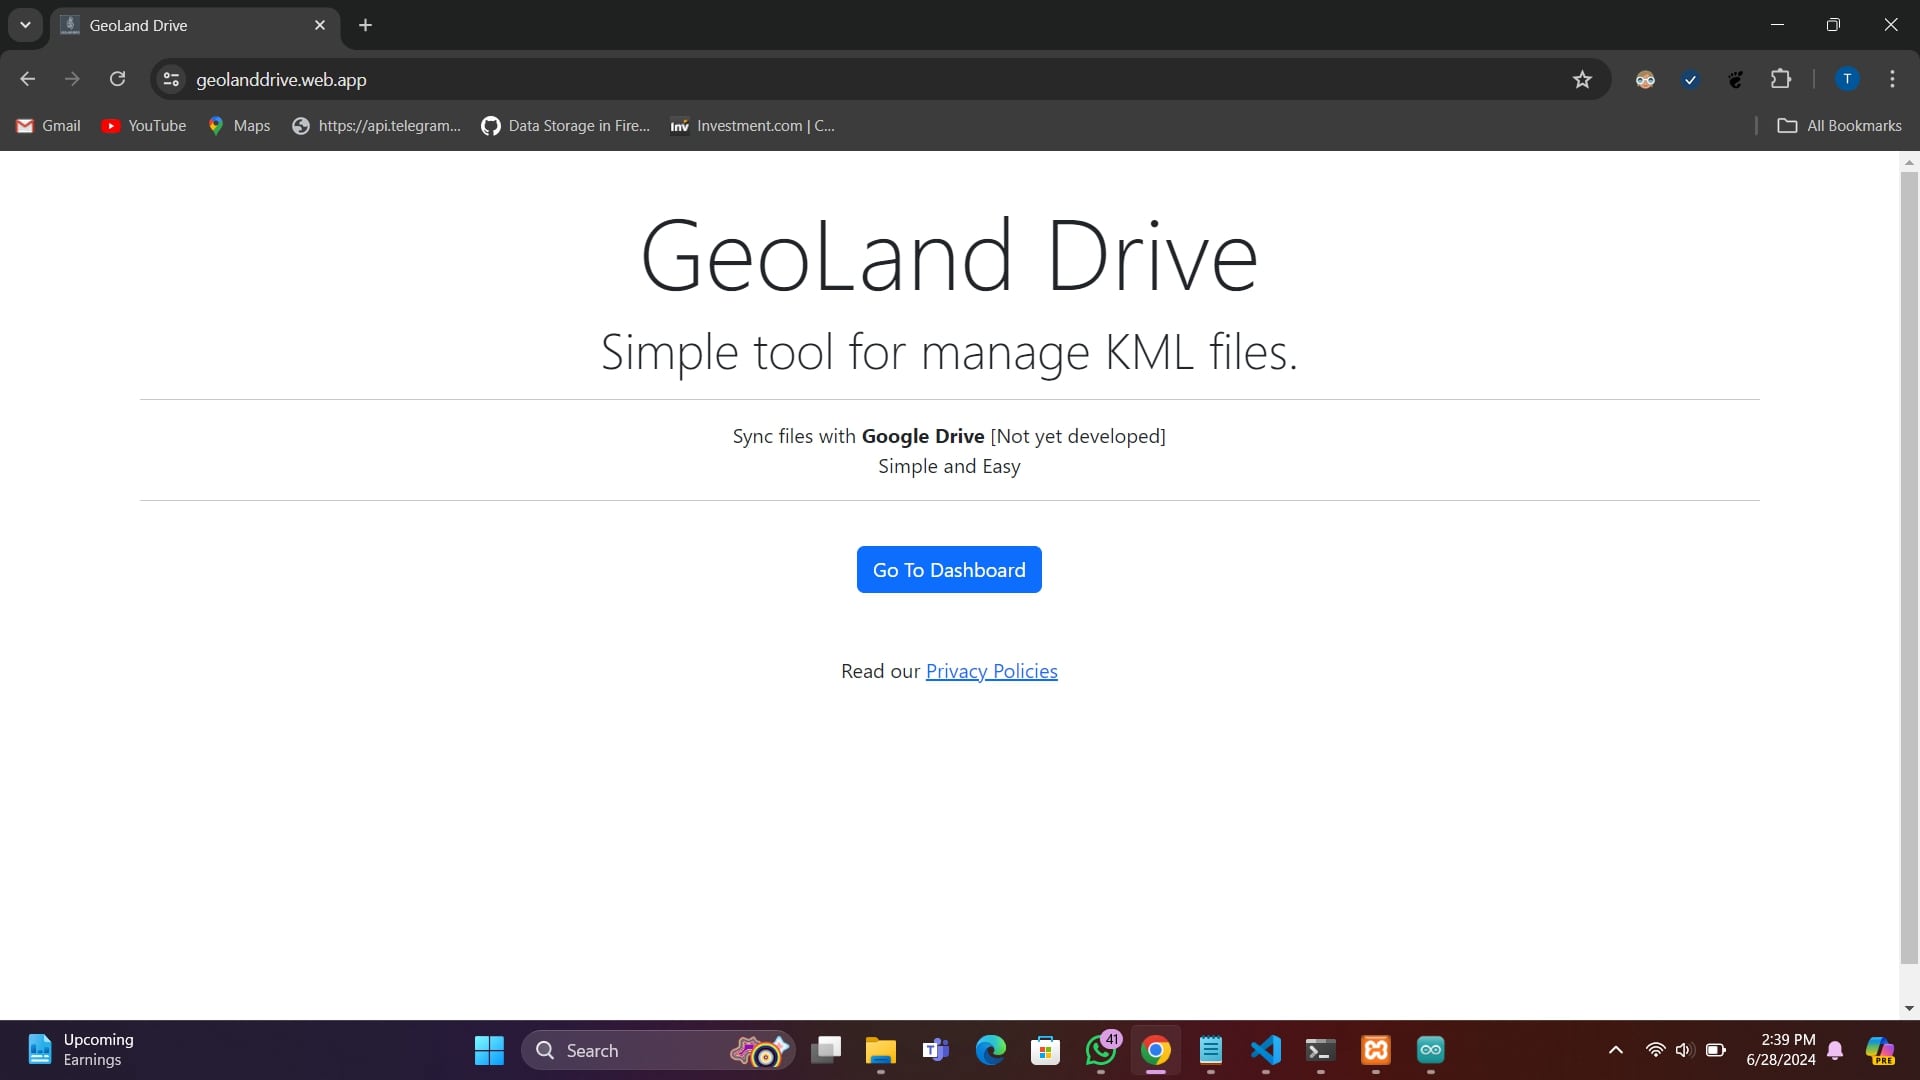 GeoLand Drive
geolanddrive.web.app
T
Gmail
YouTube
Maps
https://api.telegram...
Data Storage in Fire...
Inv
Investment.com | C...
All Bookmarks
GeoLand Drive
Simple tool for manage KML files.
Sync files with Google Drive [Not yet developed]
Simple and Easy
Go To Dashboard
Read our Privacy Policies
Upcoming
Earnings
Search
T
41
2:39 PM
6/28/2024
PRE